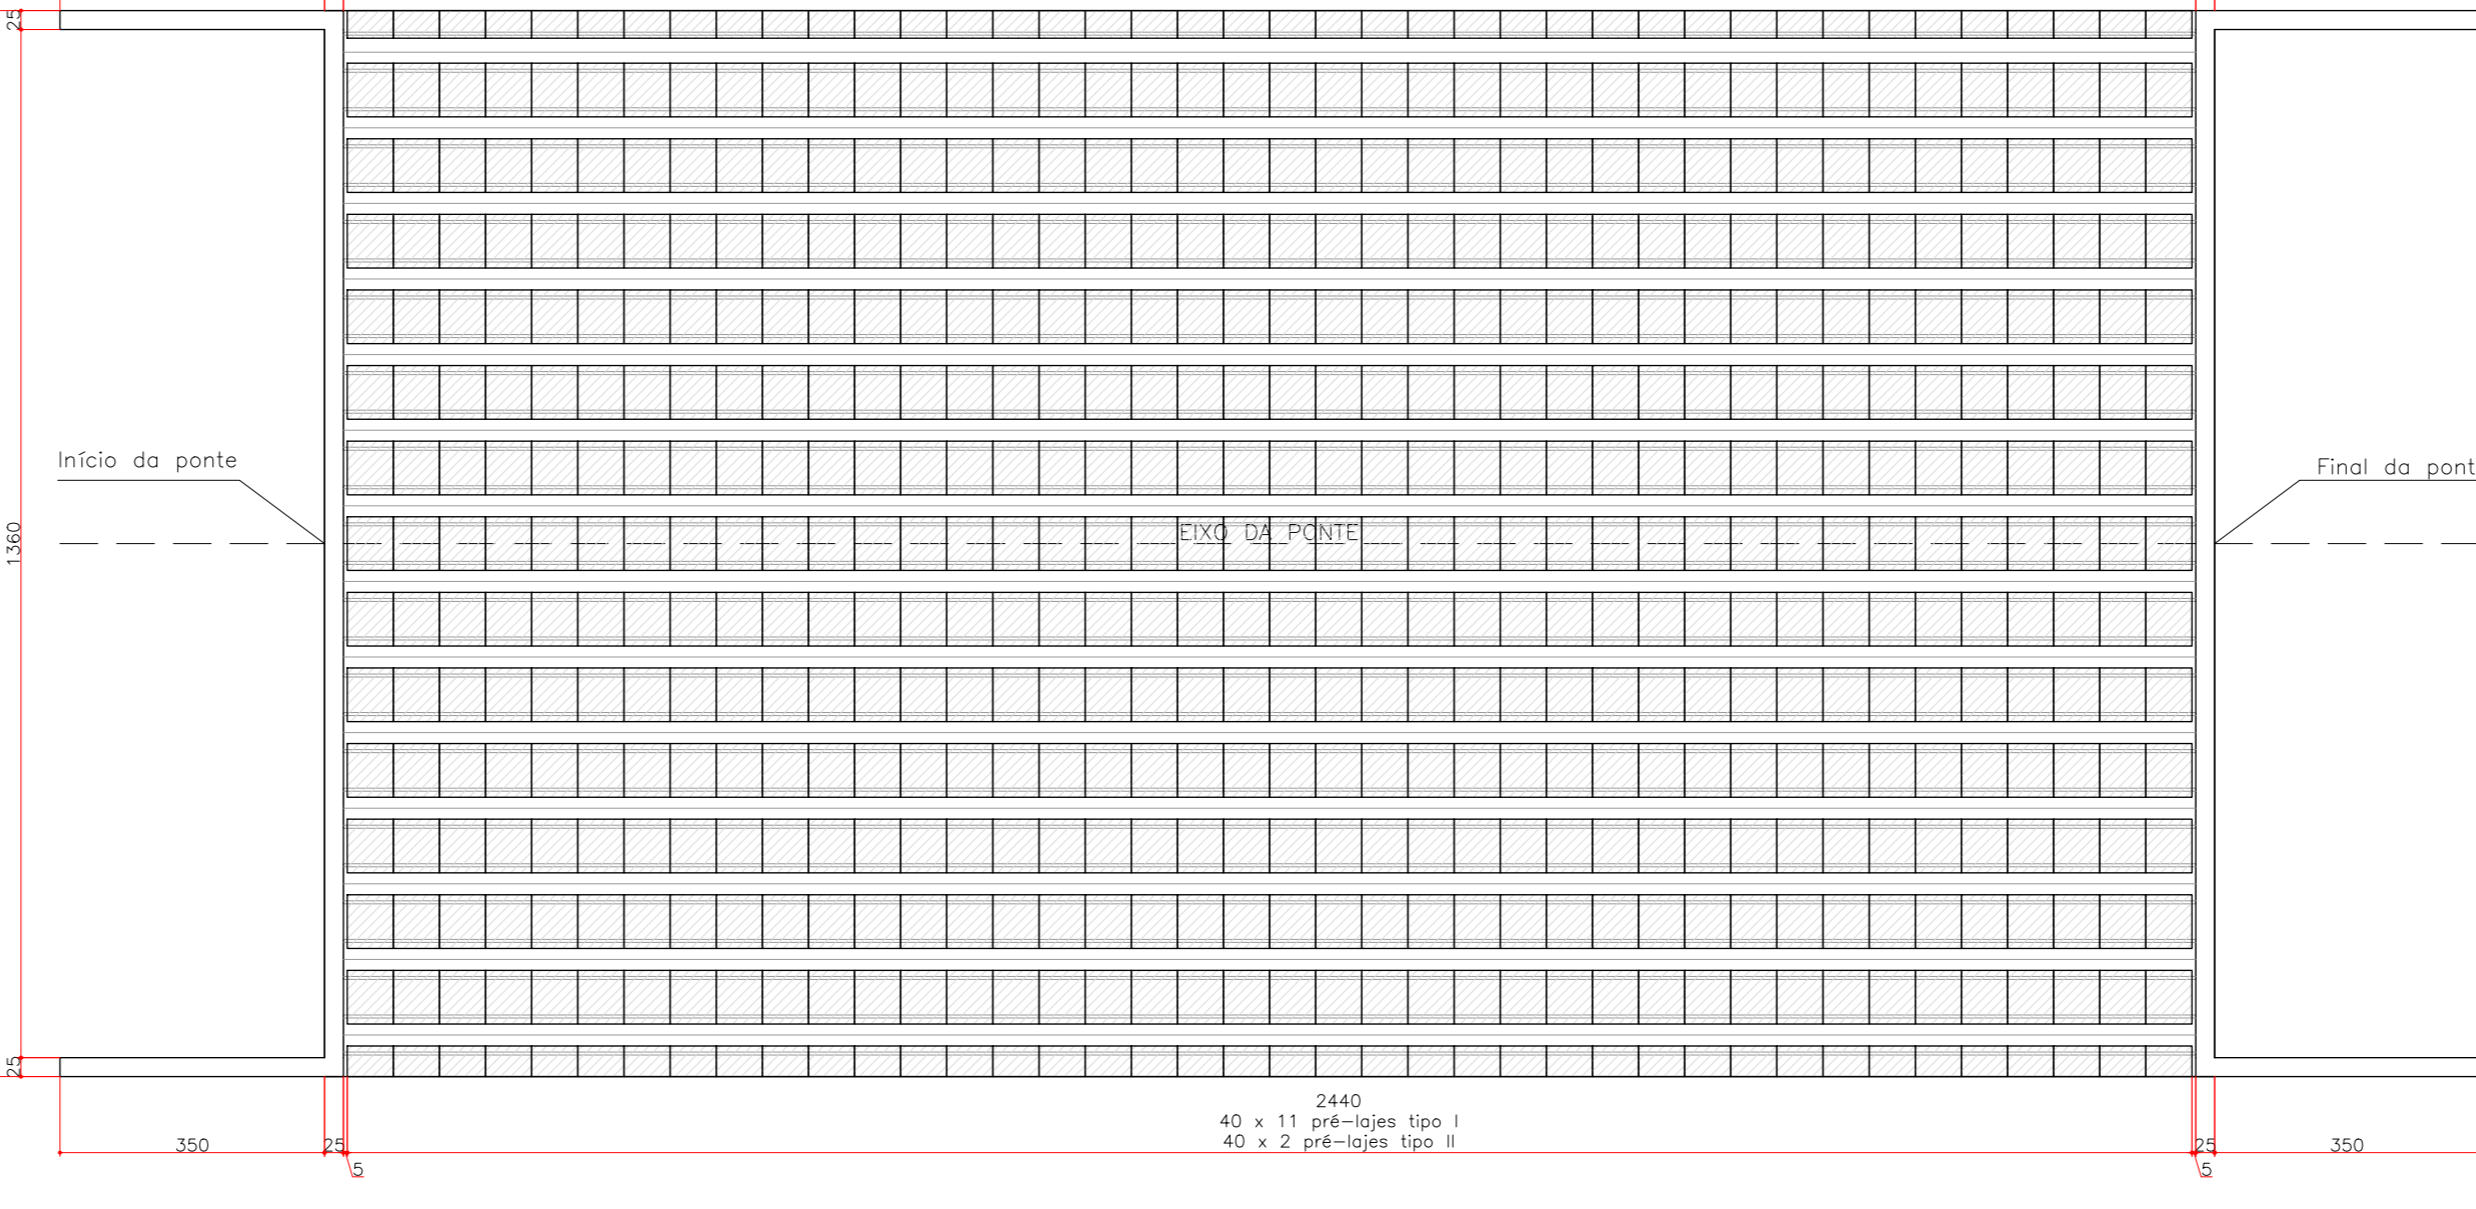 25
Início da ponte
Final da pont
1360
EIXO DA PONTE
25
2440
40 x 11 pré-lajes tipo I
40 x 2 pré-lajes tipo II
350
25
25
350
5
5